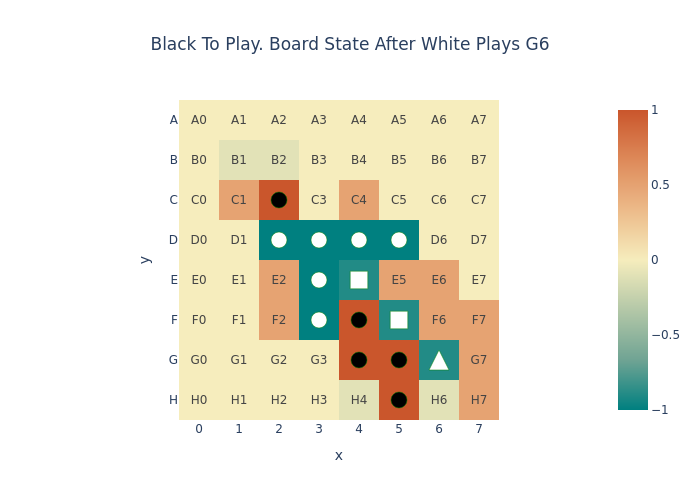 Black To Play. Board State After White Plays G6
A A0 A1 A2 A3 A4 A5 A6 A7
B B0 B1 B2 B3 B4 B5 B6 B7
C C0 C1 C3 C4 C5 C6 C7
D D0 D1 D6 D7
E E0 E1 E2 E5 E6 E7
F F0 F1 F2 F6 F7
G G0 G1 G2 G3 G7
H H0 H1 H2 H3 H4 H6 H7
0 1 2 3 4 5 6 7
x
y
1
0.5
0
−0.5
−1